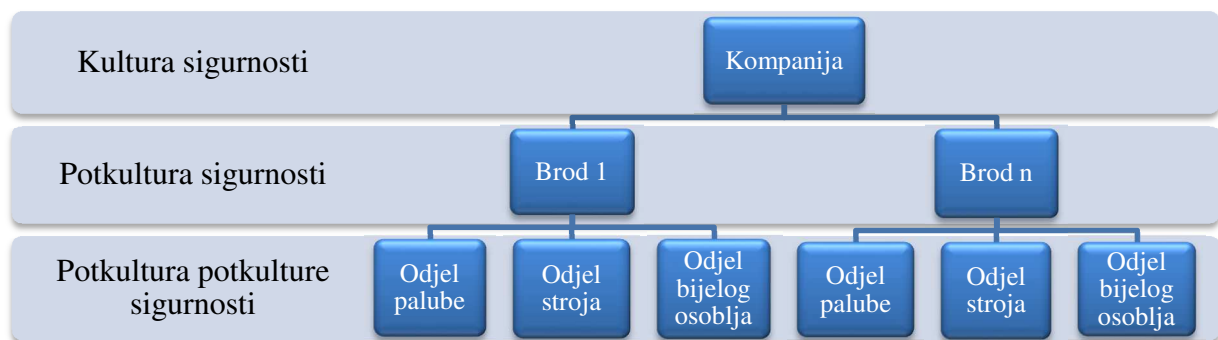 Kultura sigurnosti
Kompanija
Potkultura sigurnosti
Brod 1
Brod n
Potkultura potkulture
sigurnosti
Odjel
palube
Odjel
stroja
Odjel
bijelog
osoblja
Odjel
palube
Odjel
stroja
Odjel
bijelog
osoblja